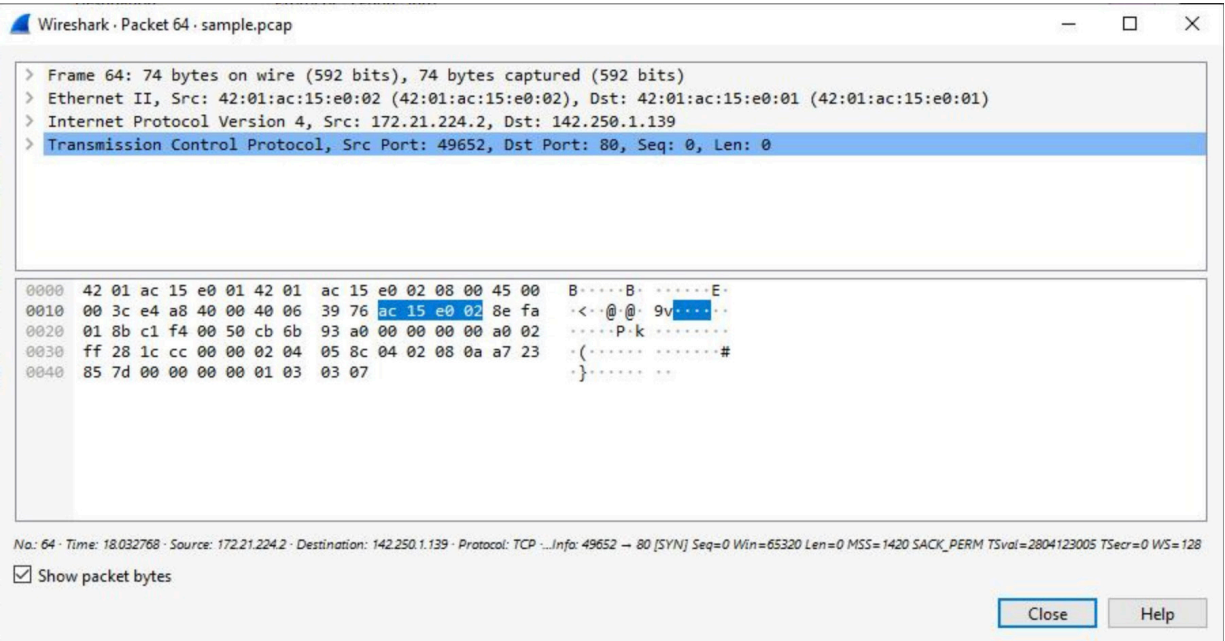 Wireshark · Packet 64 · sample.pcap
> Frame 64: 74 bytes on wire (592 bits), 74 bytes captured (592 bits)
> Ethernet II, Src: 42:01:ac:15:e0:02 (42:01:ac:15:e0:02), Dst: 42:01:ac:15:e0:01 (42:01:ac:15:e0:01)
> Internet Protocol Version 4, Src: 172.21.224.2, Dst: 142.250.1.139
> Transmission Control Protocol, Src Port: 49652, Dst Port: 80, Seq: 0, Len: 0
0000 42 01 ac 15 e0 01 42 01 ac 15 e0 02 08 00 45 00 B·····B· ······E·
0010 00 3c e4 a8 40 00 40 06 39 76 ac 15 e0 02 8e fa ·<··@·@· 9v······
0020 01 8b c1 f4 00 50 cb 6b 93 a0 00 00 00 00 a0 02 ·····P·k ········
0030 ff 28 1c cc 00 00 02 04 05 8c 04 02 08 0a a7 23 ·(······ ·······#
0040 85 7d 00 00 00 00 01 03 03 07 ·}······ ··
No.: 64 · Time: 18.032768 · Source: 172.21.224.2 · Destination: 142.250.1.139 · Protocol: TCP ·...Info: 49652 → 80 [SYN] Seq=0 Win=65320 Len=0 MSS=1420 SACK_PERM TSval=2804123005 TSecr=0 WS=128
Show packet bytes
Close Help